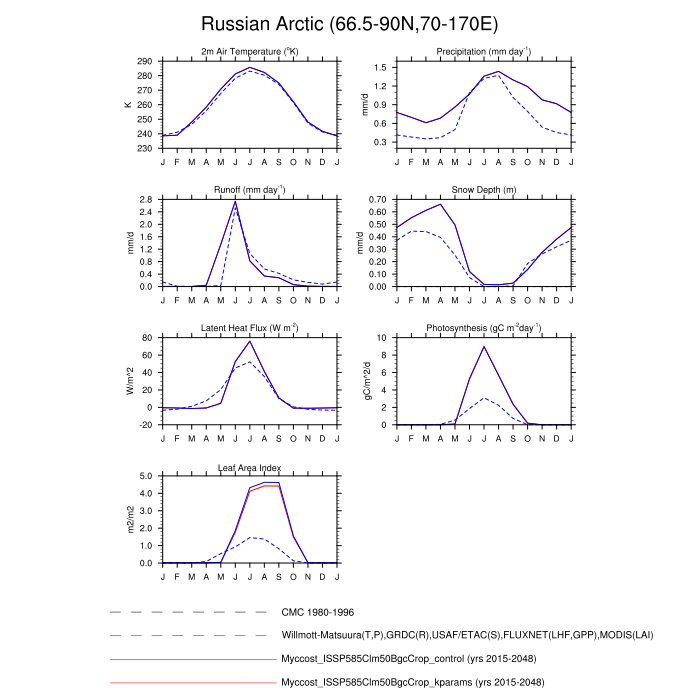 Russian Arctic (66.5-90N,70-170E)
2m Air Temperature (°K)
Precipitation (mm day-1)
290
280
270
260
250
240
230
K
J F M A M J J A S O N D J
1.5
1.2
0.9
0.6
0.3
mm/d
J F M A M J J A S O N D J
Runoff (mm day-1)
Snow Depth (m)
2.8
2.4
2.0
1.6
1.2
0.8
0.4
0.0
mm/d
J F M A M J J A S O N D J
0.70
0.60
0.50
0.40
0.30
0.20
0.10
0.00
mm/d
J F M A M J J A S O N D J
Latent Heat Flux (W m-2)
Photosynthesis (gC m-2day-1)
80
60
40
20
0
-20
W/m^2
J F M A M J J A S O N D J
10
8
6
4
2
0
gC/m^2/d
J F M A M J J A S O N D J
Leaf Area Index
5.0
4.0
3.0
2.0
1.0
0.0
m2/m2
J F M A M J J A S O N D J
CMC 1980-1996
Willmott-Matsuura(T,P),GRDC(R),USAF/ETAC(S),FLUXNET(LHF,GPP),MODIS(LAI)
Myccost_ISSP585Clm50BgcCrop_control (yrs 2015-2048)
Myccost_ISSP585Clm50BgcCrop_kparams (yrs 2015-2048)